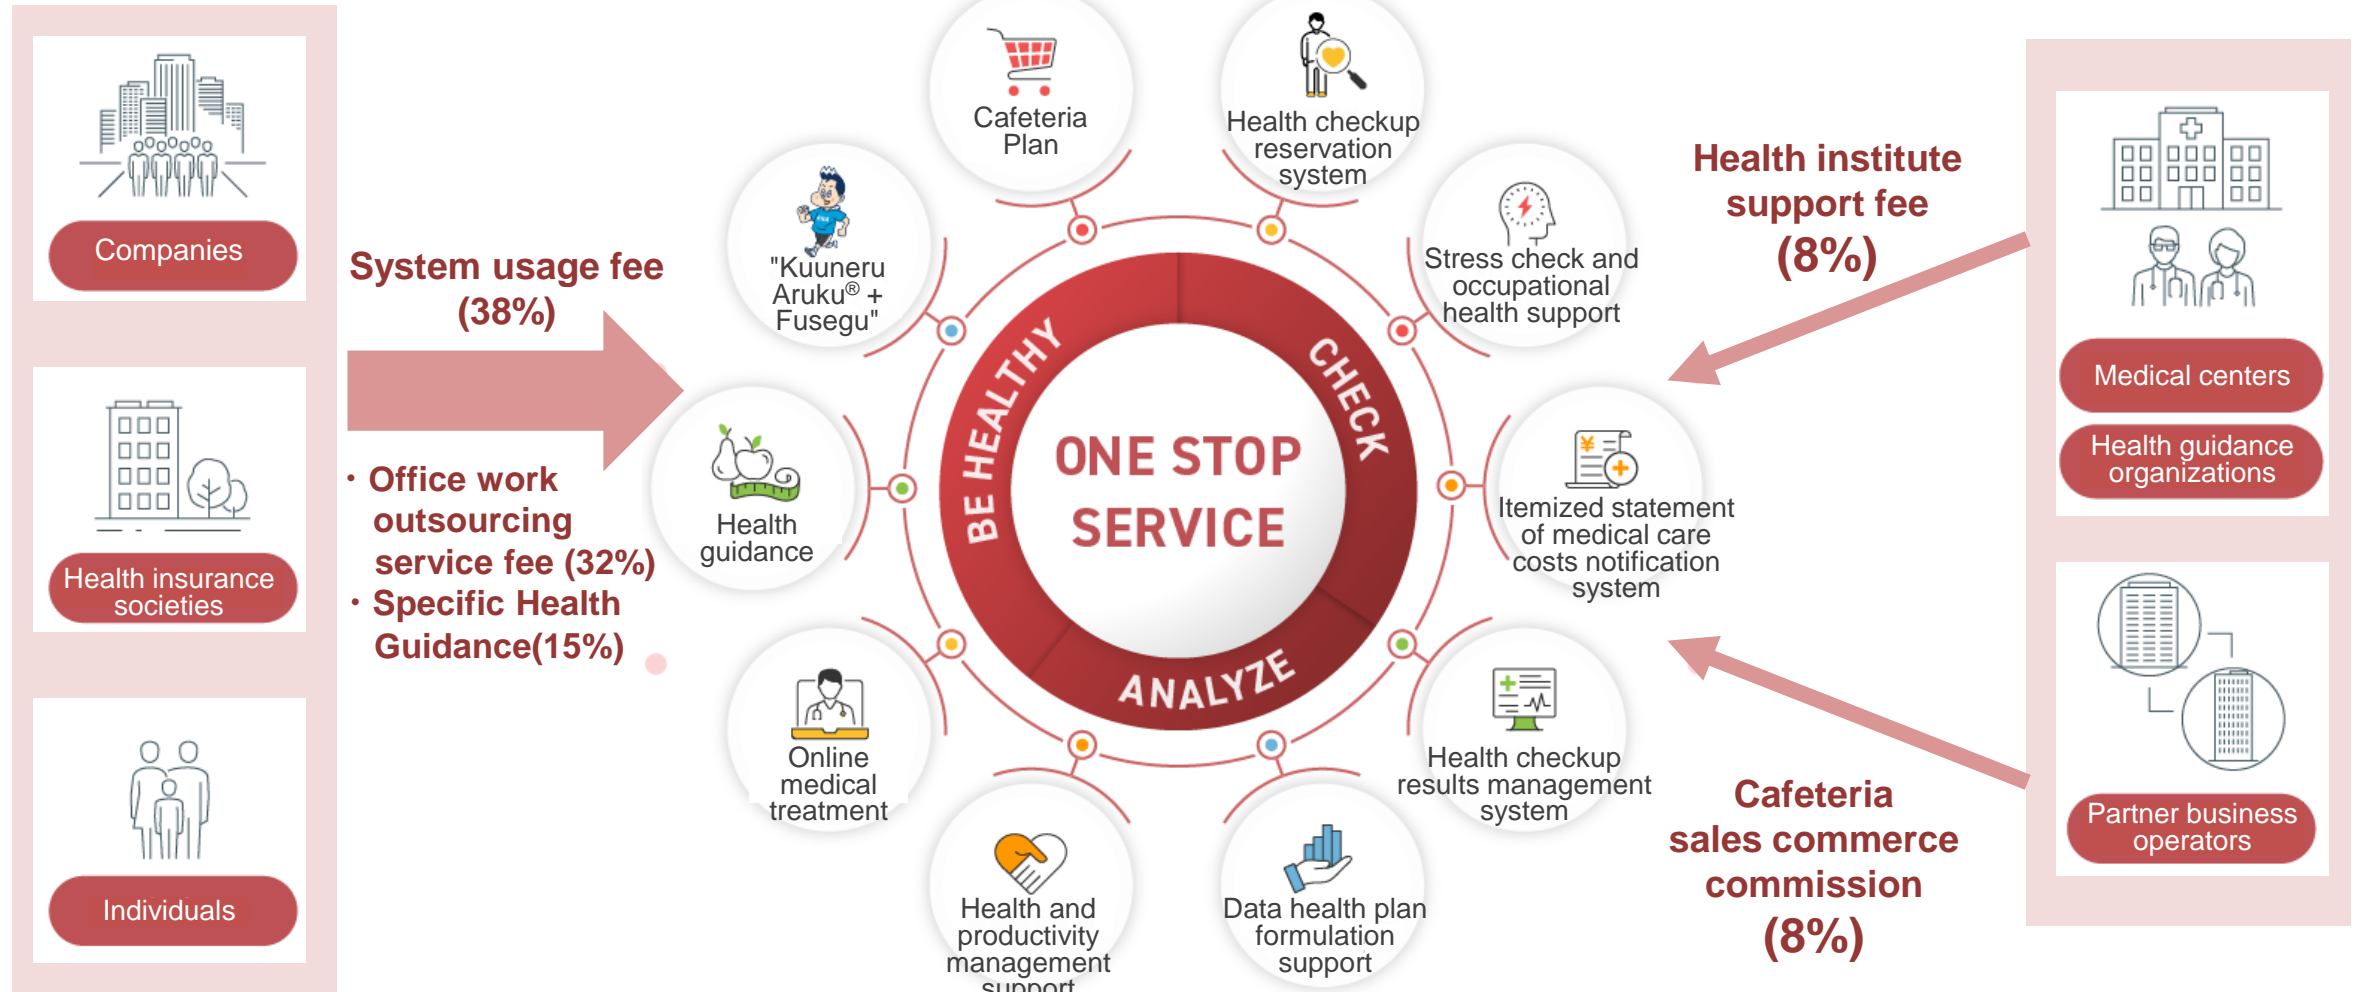 Companies
Health insurance
societies
Individuals
System usage fee
(38%)
・Office work
outsourcing
service fee (32%)
・Specific Health
Guidance(15%)
Cafeteria
Plan
Health checkup
reservation
system
"Kuuneru
Aruku® +
Fusegu"
Stress check and
occupational
health support
Health
guidance
Itemized statement
of medical care
costs notification
system
Online
medical
treatment
Health checkup
results management
system
Health and
productivity
management
support
Data health plan
formulation
support
BE HEALTHY
CHECK
ANALYZE
ONE STOP
SERVICE
Health institute
support fee
(8%)
Cafeteria
sales commerce
commission
(8%)
Medical centers
Health guidance
organizations
Partner business
operators